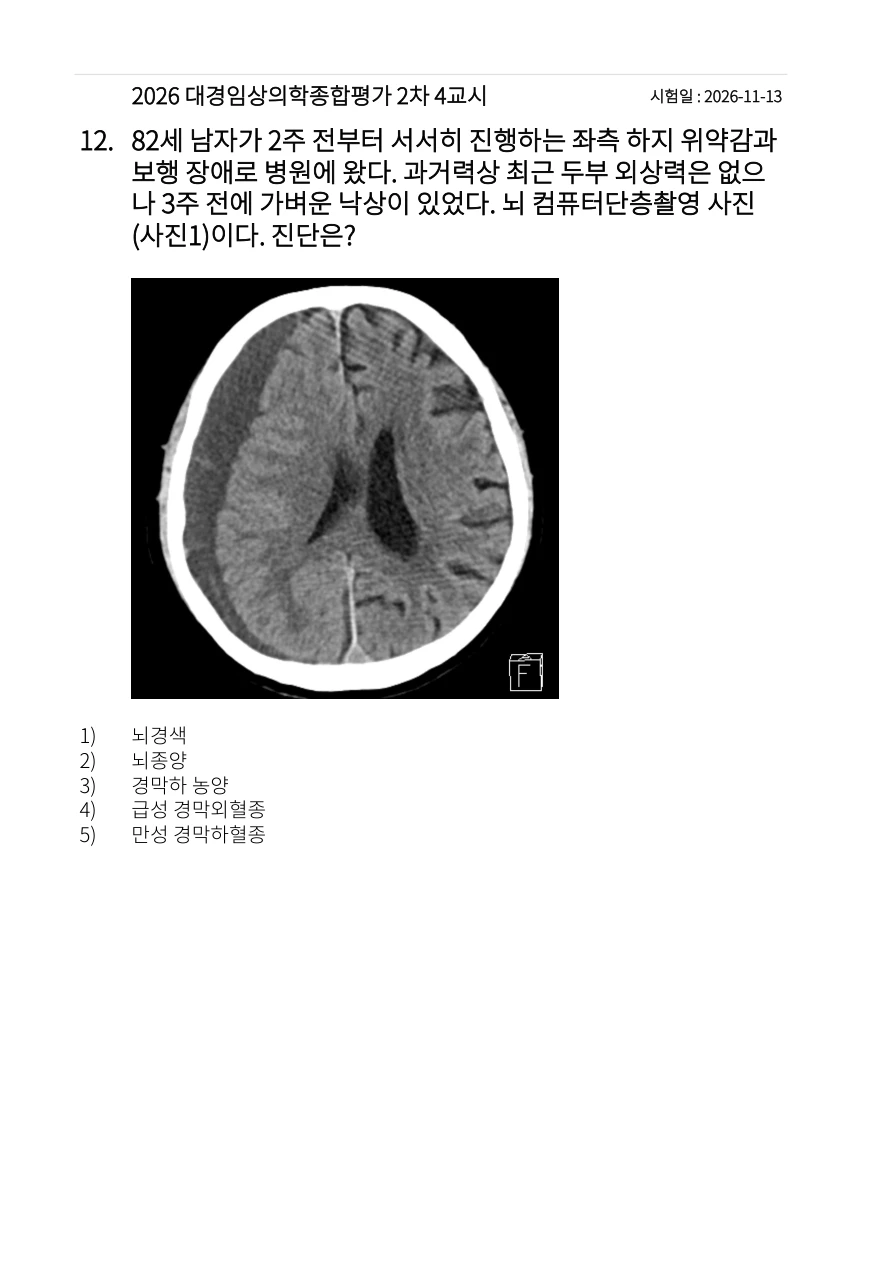 2026 대경임상의학종합평가 2차 4교시
시험일 : 2026-11-13
12. 82세 남자가 2주 전부터 서서히 진행하는 좌측 하지 위약감과
보행 장애로 병원에 왔다. 과거력상 최근 두부 외상력은 없으
나 3주 전에 가벼운 낙상이 있었다. 뇌 컴퓨터단층촬영 사진
(사진1)이다. 진단은?
F
1) 뇌경색
2) 뇌종양
3) 경막하 농양
4) 급성 경막외혈종
5) 만성 경막하혈종